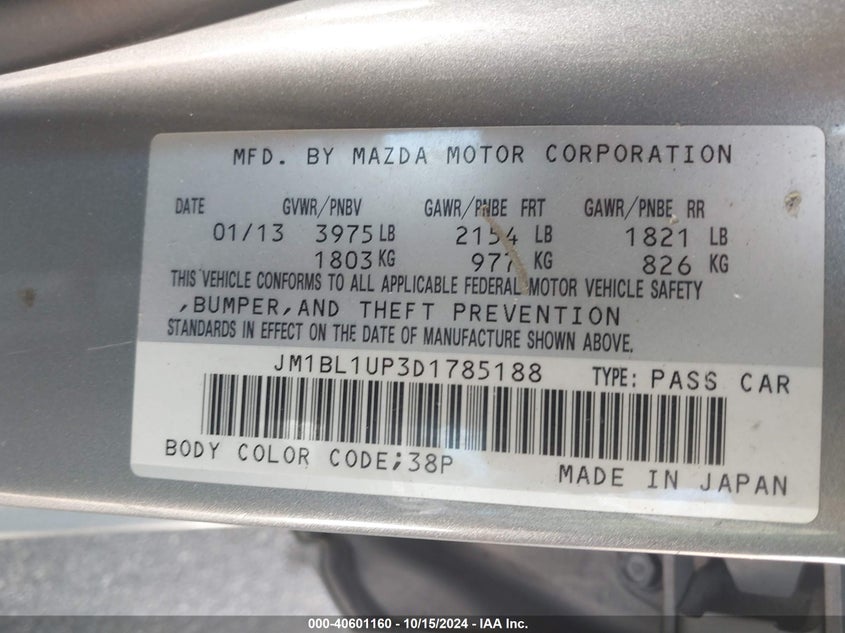 MFD. BY MAZDA MOTOR CORPORATION
DATE GVWR/PNBV GAWR/PNBE FRT GAWR/PNBE RR
01/13 3975 LB 2154 LB 1821 LB
1803 KG 977 KG 826 KG
THIS VEHICLE CONFORMS TO ALL APPLICABLE FEDERAL MOTOR VEHICLE SAFETY
,BUMPER,AND THEFT PREVENTION
STANDARDS IN EFFECT ON THE DATE OF MANUFACTURE SHOWN ABOVE.
JM1BL1UP3D1785188 TYPE: PASS CAR
BODY COLOR CODE;38P MADE IN JAPAN
000-40601160 - 10/15/2024 - USA